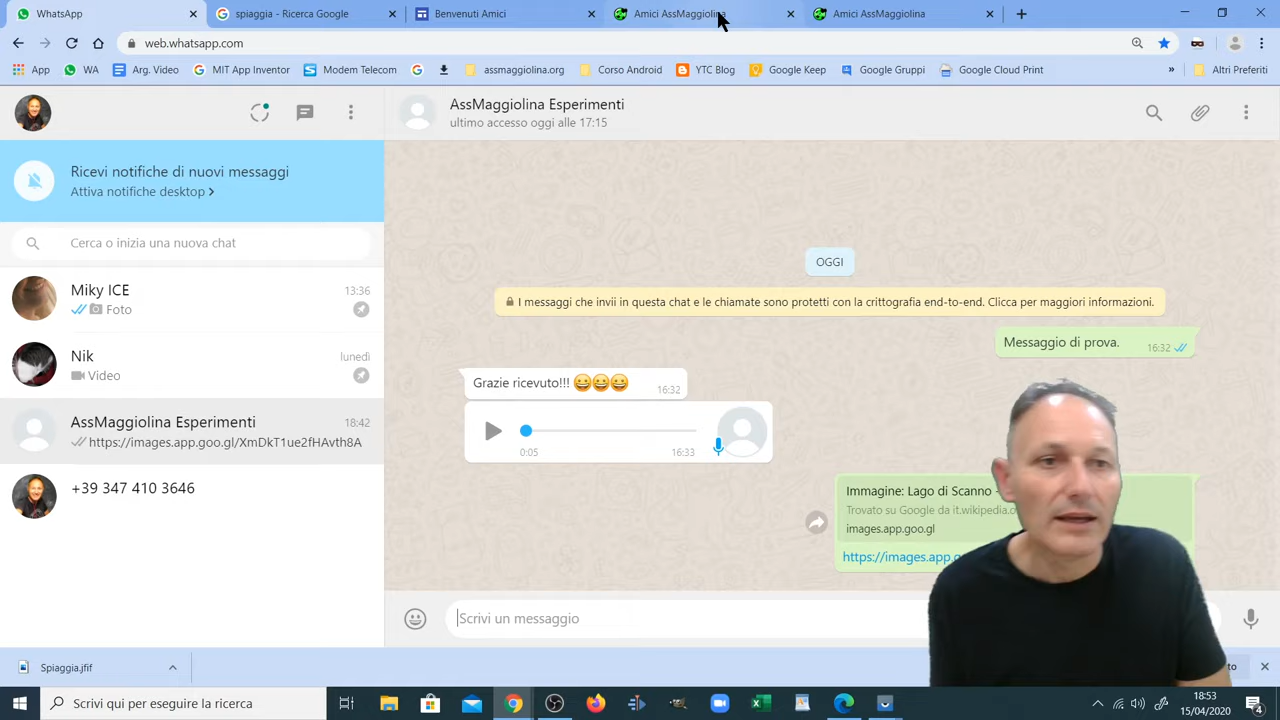 WhatsApp
spiaggia - Ricerca Google
Benvenuti Amici
Amici AssMaggiolina
Amici AssMaggiolina
web.whatsapp.com
App
WA
Arg. Video
MIT App Inventor
Modem Telecom
assmaggiolina.org
Corso Android
YTC Blog
Google Keep
Google Gruppi
Google Cloud Print
»
Altri Preferiti
AssMaggiolina Esperimenti
ultimo accesso oggi alle 17:15
Ricevi notifiche di nuovi messaggi
Attiva notifiche desktop >
Cerca o inizia una nuova chat
Miky ICE
13:36
Foto
Nik
lunedì
Video
AssMaggiolina Esperimenti
18:42
https://images.app.goo.gl/XmDkT1ue2fHAvth8A
+39 347 410 3646
OGGI
I messaggi che invii in questa chat e le chiamate sono protetti con la crittografia end-to-end. Clicca per maggiori informazioni.
Messaggio di prova.
16:32
Grazie ricevuto!!! 😀😀😀
16:32
0:05
16:33
Immagine: Lago di Scanno -
Trovato su Google da it.wikipedia.o
images.app.goo.gl
https://images.app.g
Scrivi un messaggio
Spiaggia.jfif
Scrivi qui per eseguire la ricerca
18:53
15/04/2020